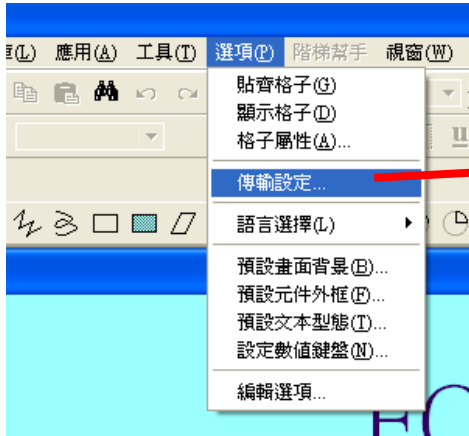 (L) 應用(A) 工具(T) 選項(P) 階梯幫手 視窗(W)
貼齊格子(G)
顯示格子(D)
格子屬性(A)...
傳輸設定...
語言選擇(L)
預設畫面背景(B)...
預設元件外框(F)...
預設文本型態(T)...
設定數值鍵盤(N)...
編輯選項...